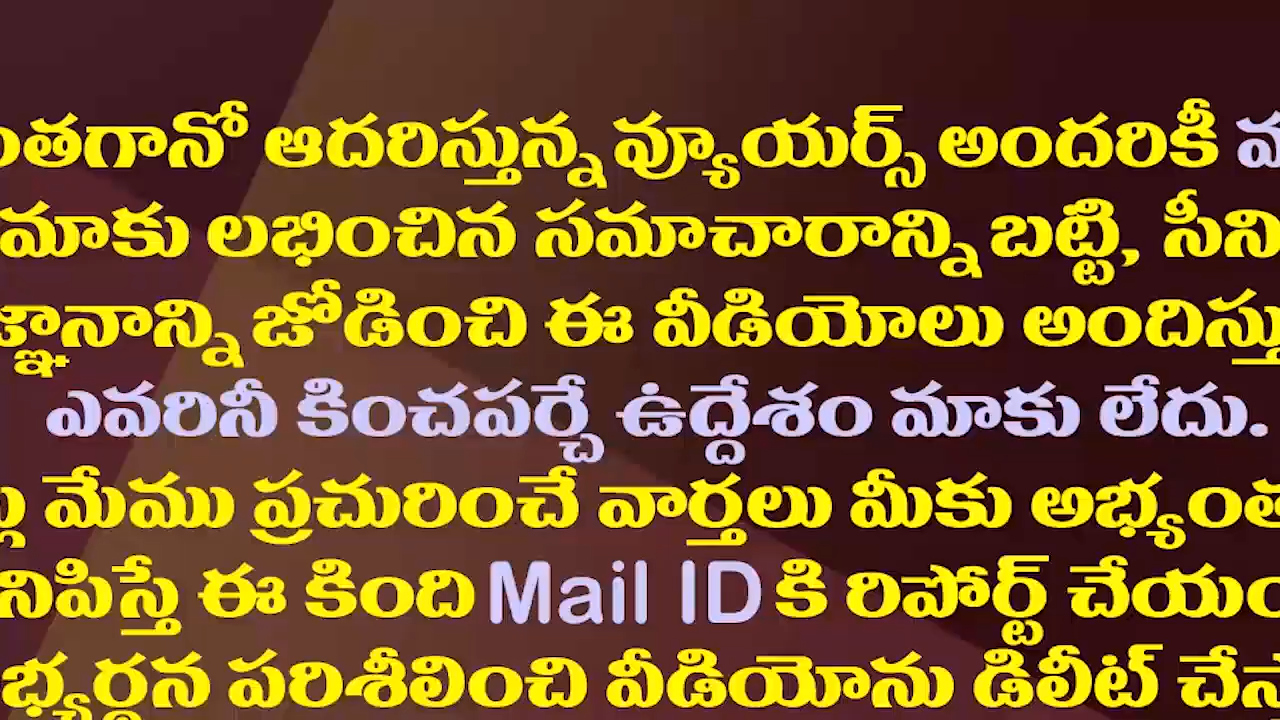 ంతగానో ఆదరిస్తున్న వ్యూయర్స్ అందరికీ
మాకు లభించిన సమాచారాన్ని బట్టి, సీని
జ్ఞానాన్ని జోడించి ఈ వీడియోలు అందిస్తు
ఎవరినీ కించపర్చే ఉద్దేశం మాకు లేదు.
మేము ప్రచురించే వార్తలు మీకు అభ్యంత
నిపిస్తే ఈ కింది Mail ID కి రిపోర్ట్ చేయం
భ్యర్థన పరిశీలించి వీడియోను డిలీట్ చేస